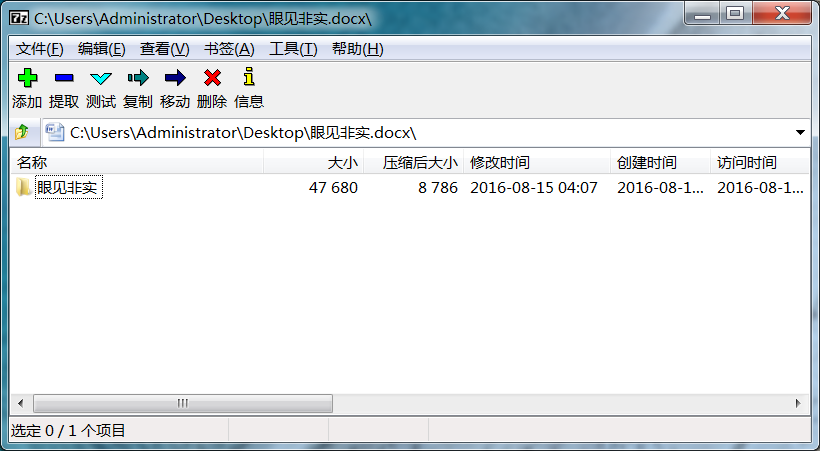 C:\Users\Administrator\Desktop\眼见非实.docx\
文件(F) 编辑(E) 查看(V) 书签(A) 工具(T) 帮助(H)
添加 提取 测试 复制 移动 删除 信息
C:\Users\Administrator\Desktop\眼见非实.docx\
名称 大小 压缩后大小 修改时间 创建时间 访问时间
眼见非实 47 680 8 786 2016-08-15 04:07 2016-08-1... 2016-08-1...
选定 0 / 1 个项目